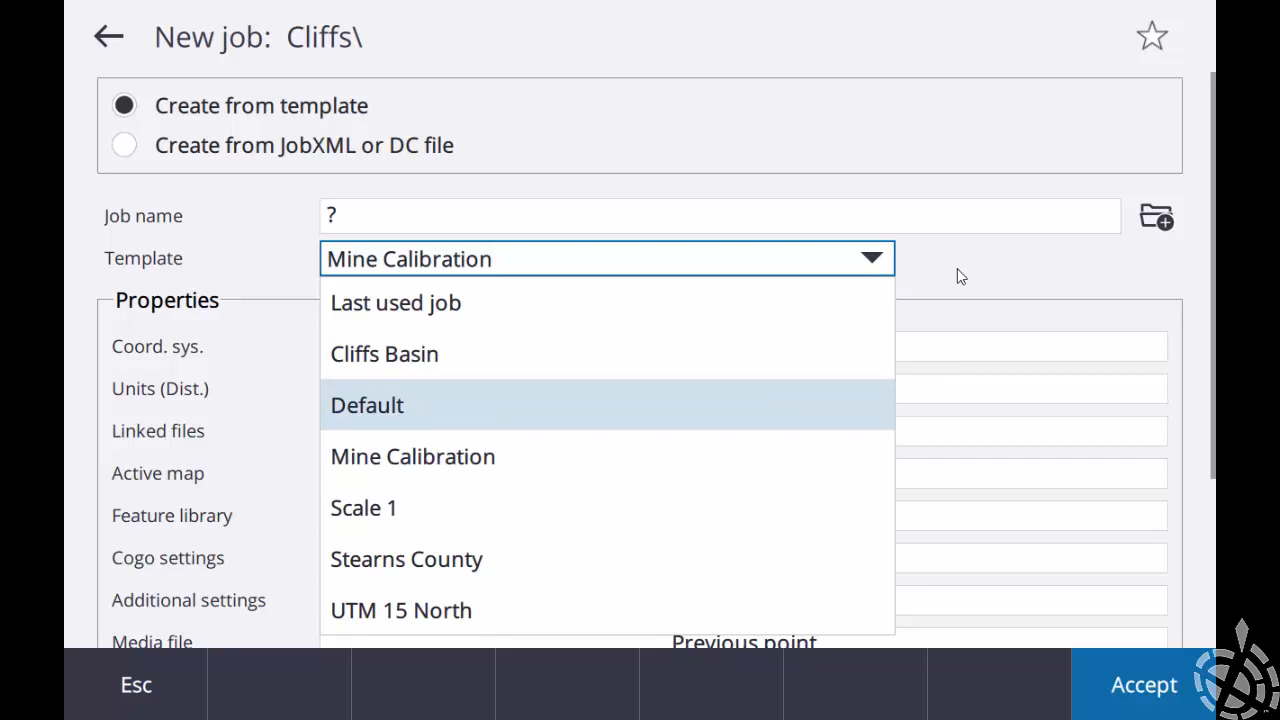 New job: Cliffs\
Create from template
Create from JobXML or DC file
Job name ?
Template Mine Calibration
Properties
Last used job
Coord. sys.
Cliffs Basin
Units (Dist.)
Default
Linked files
Mine Calibration
Active map
Scale 1
Feature library
Stearns County
Cogo settings
UTM 15 North
Additional settings
Media file Previous point
Esc Accept